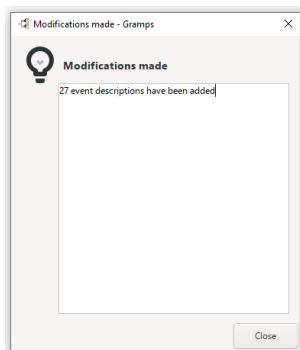 Modifications made - Gramps
Modifications made
27 event descriptions have been added
Close